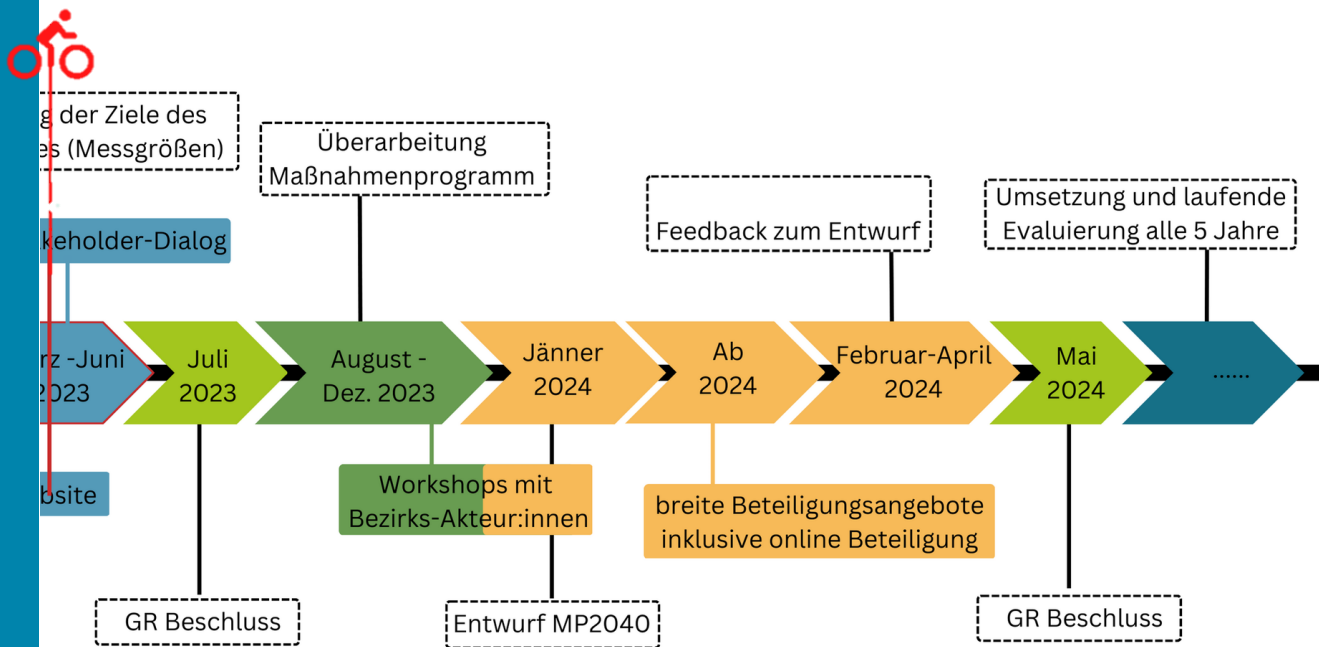 g der Ziele des
es (Messgrößen)
Überarbeitung
Maßnahmenprogramm
Feedback zum Entwurf
Umsetzung und laufende
Evaluierung alle 5 Jahre
keholder-Dialog
rz -Juni
2023
Juli
2023
August -
Dez. 2023
Jänner
2024
Ab
2024
Februar-April
2024
Mai
2024
......
bsite
Workshops mit
Bezirks-Akteur:innen
breite Beteiligungsangebote
inklusive online Beteiligung
GR Beschluss
Entwurf MP2040
GR Beschluss